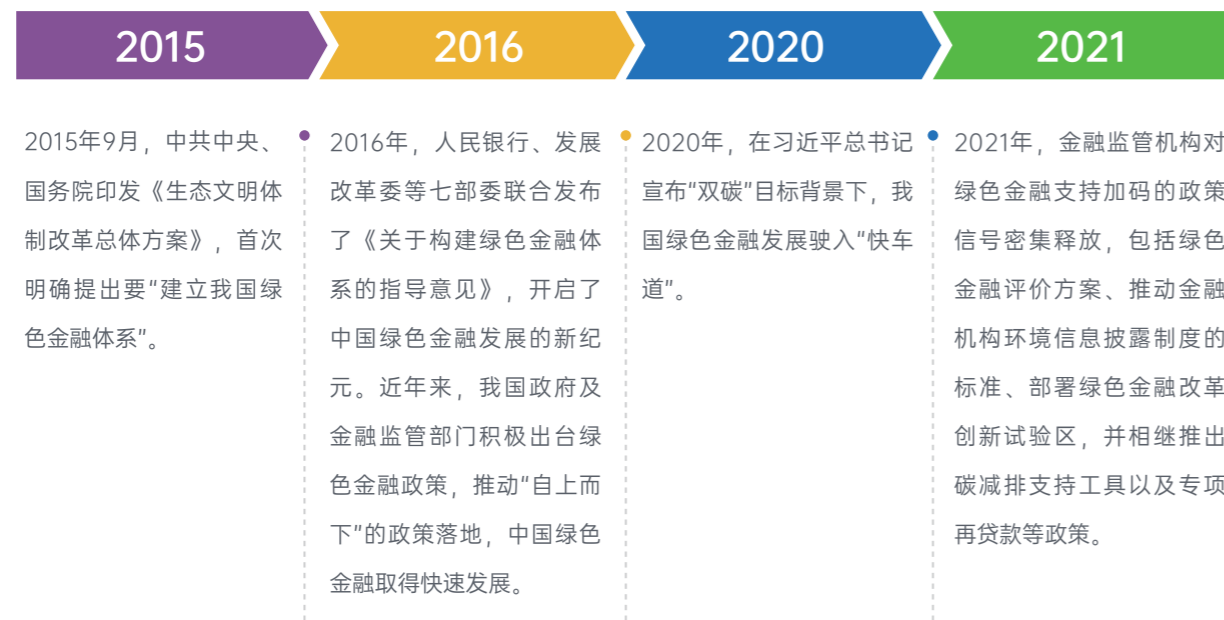 2015
2016
2020
2021
2015年9月，中共中央、
国务院印发《生态文明体
制改革总体方案》，首次
明确提出要“建立我国绿
色金融体系”。
2016年，人民银行、发展
改革委等七部委联合发布
了《关于构建绿色金融体
系的指导意见》，开启了
中国绿色金融发展的新纪
元。近年来，我国政府及
金融监管部门积极出台绿
色金融政策，推动“自上而
下”的政策落地，中国绿色
金融取得快速发展。
2020年，在习近平总书记
宣布“双碳”目标背景下，我
国绿色金融发展驶入“快车
道”。
2021年，金融监管机构对
绿色金融支持加码的政策
信号密集释放，包括绿色
金融评价方案、推动金融
机构环境信息披露制度的
标准、部署绿色金融改革
创新试验区，并相继推出
碳减排支持工具以及专项
再贷款等政策。